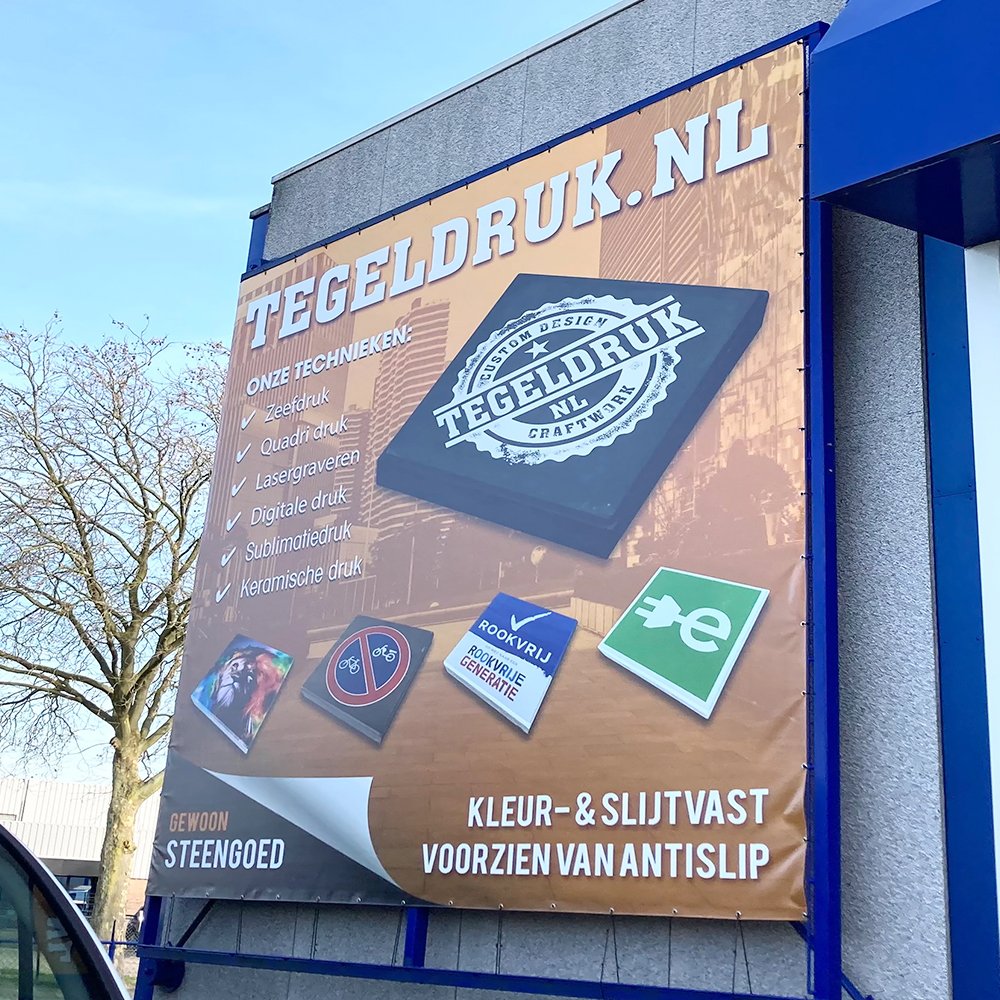 TEGELDRUK.NL
ONZE TECHNIEKEN:
✓ Zeefdruk
✓ Quadri druk
✓ Lasergraveren
✓ Digitale druk
✓ Sublimatiedruk
✓ Keramische druk
CUSTOM DESIGN
TEGELDRUK
NL
CRAFTWORK
ROOKVRIJ
ROOKVRIJE
GENERATIE
e
GEWOON
STEENGOED
KLEUR- & SLIJTVAST
VOORZIEN VAN ANTISLIP